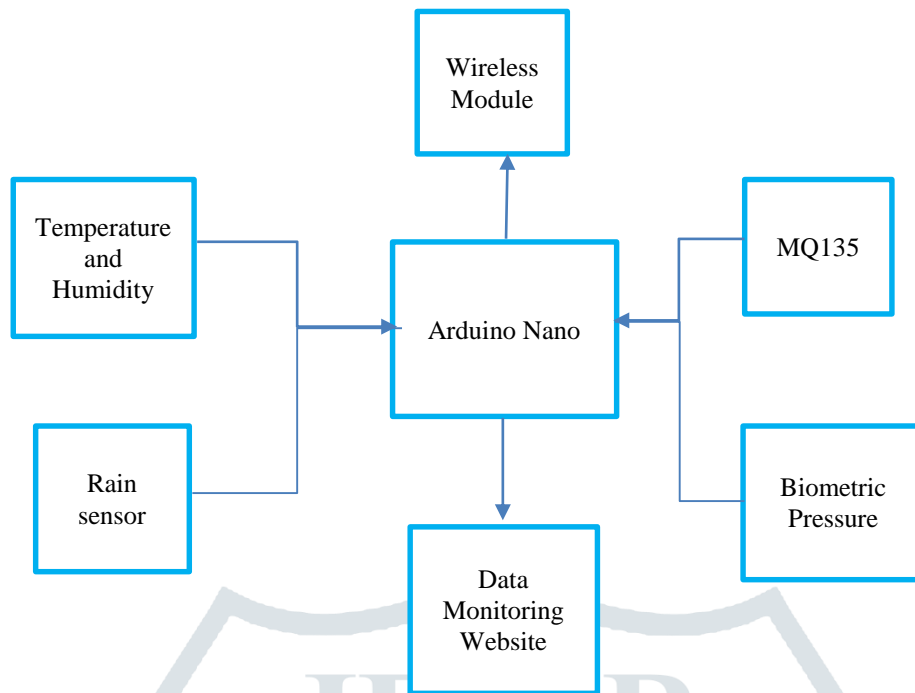 Wireless
Module
Temperature
and
Humidity
MQ135
Arduino Nano
Rain
sensor
Biometric
Pressure
Data
Monitoring
Website